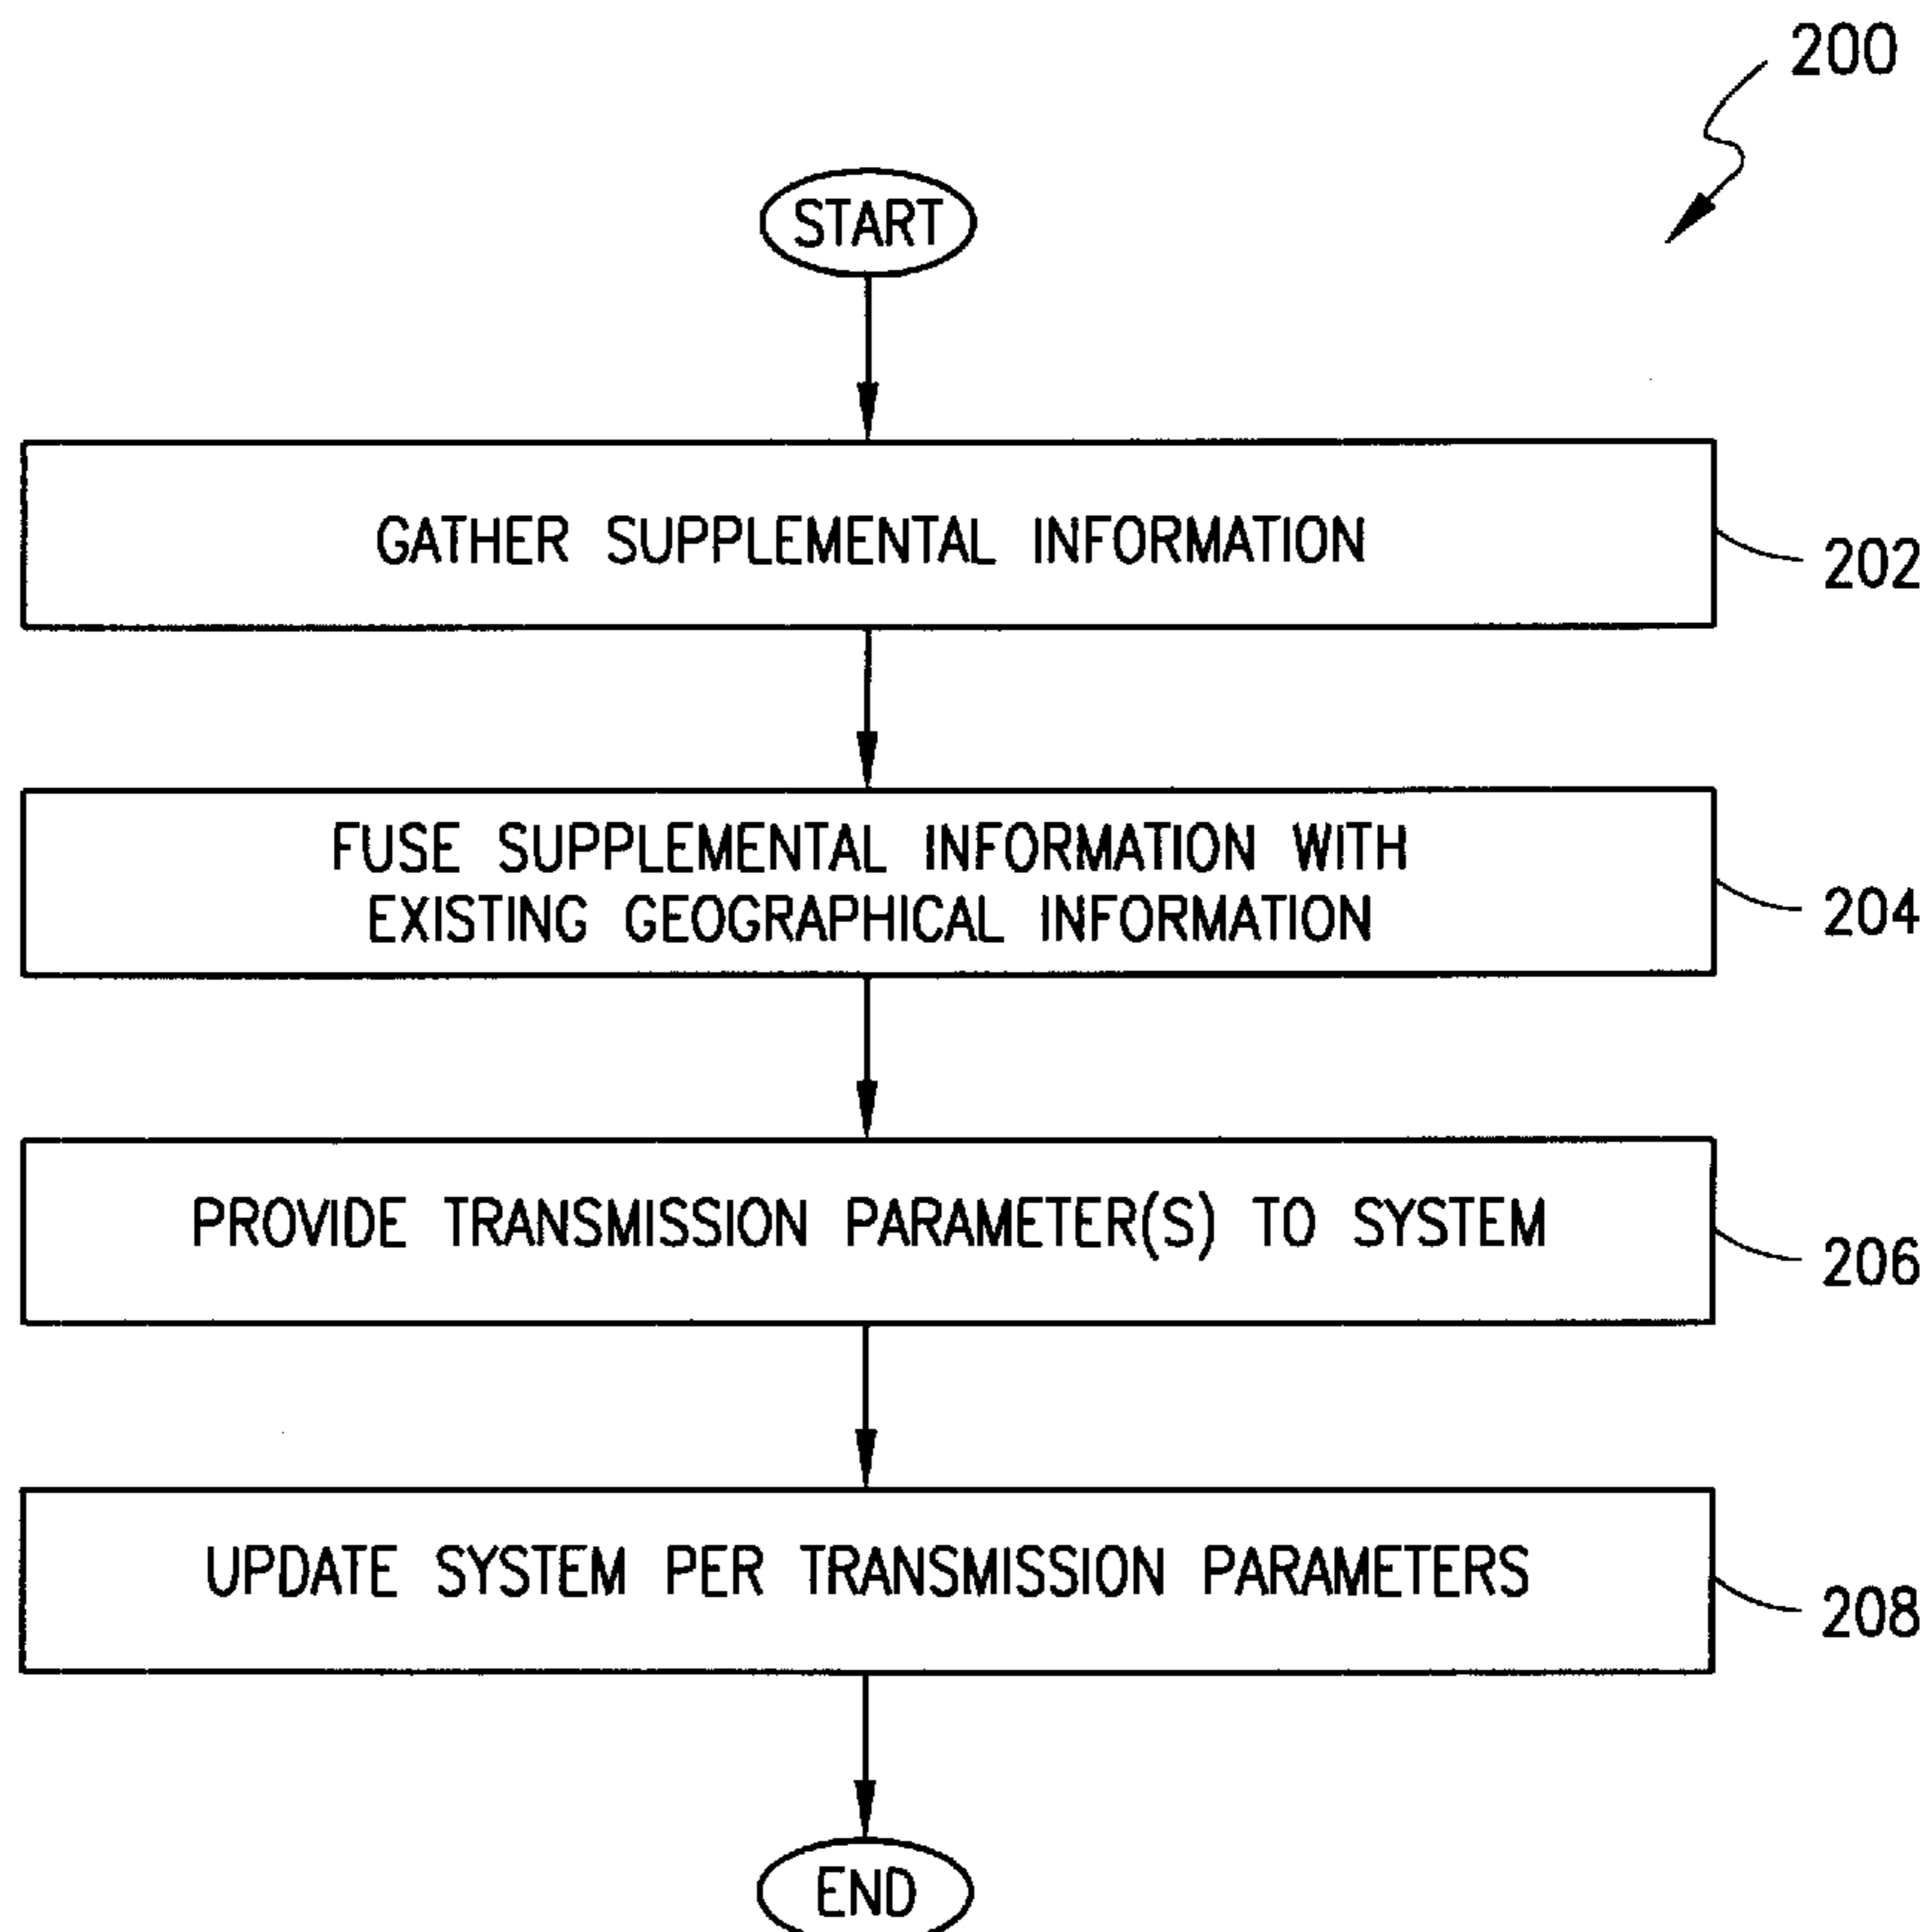 200
START
GATHER SUPPLEMENTAL INFORMATION
202
FUSE SUPPLEMENTAL INFORMATION WITH
EXISTING GEOGRAPHICAL INFORMATION
204
PROVIDE TRANSMISSION PARAMETER(S) TO SYSTEM
206
UPDATE SYSTEM PER TRANSMISSION PARAMETERS
208
END